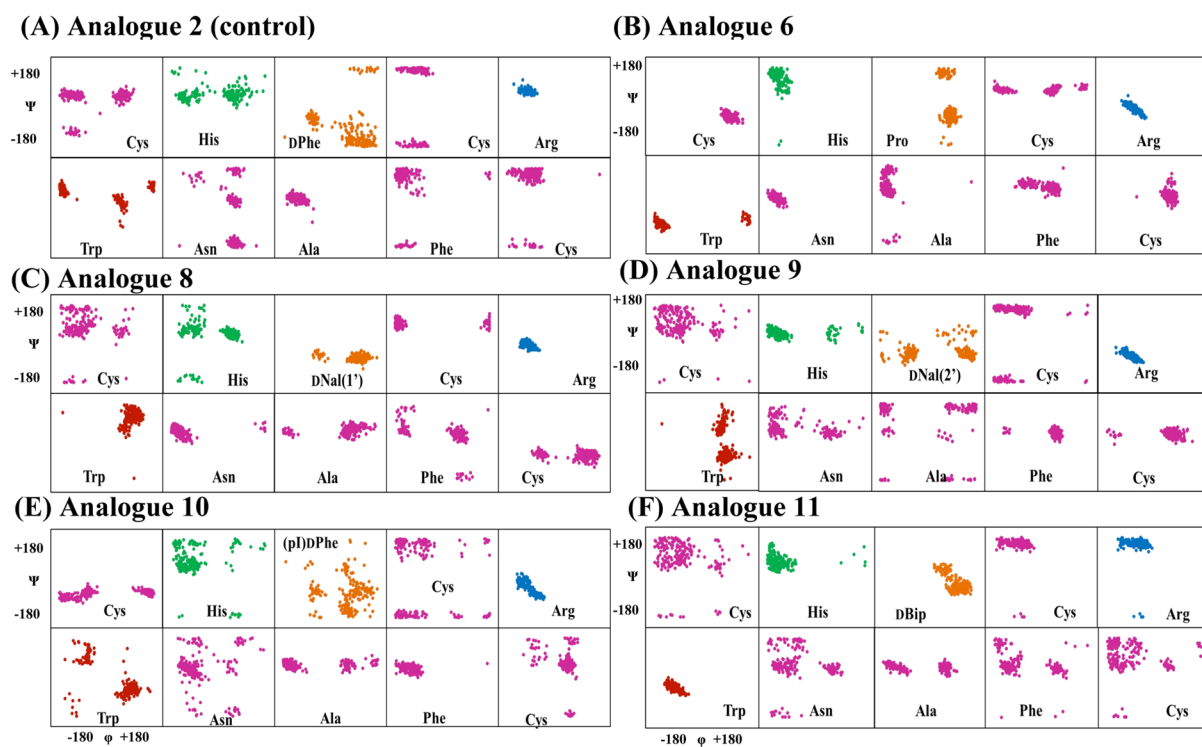 (A) Analogue 2 (control)
+180
Ψ
-180
Cys His DPhe Cys Arg
Trp Asn Ala Phe Cys
(B) Analogue 6
+180
Ψ
-180
Cys His Pro Cys Arg
Trp Asn Ala Phe Cys
(C) Analogue 8
+180
Ψ
-180
Cys His DNal(1’) Cys Arg
Trp Asn Ala Phe Cys
(D) Analogue 9
+180
Ψ
-180
Cys His DNal(2’) Cys Arg
Trp Asn Ala Phe Cys
(E) Analogue 10
+180
Ψ
-180
Cys His (pI)DPhe Cys Arg
Trp Asn Ala Phe Cys
-180 φ +180
(F) Analogue 11
+180
Ψ
-180
Cys His DBip Cys Arg
Trp Asn Ala Phe Cys
-180 φ +180